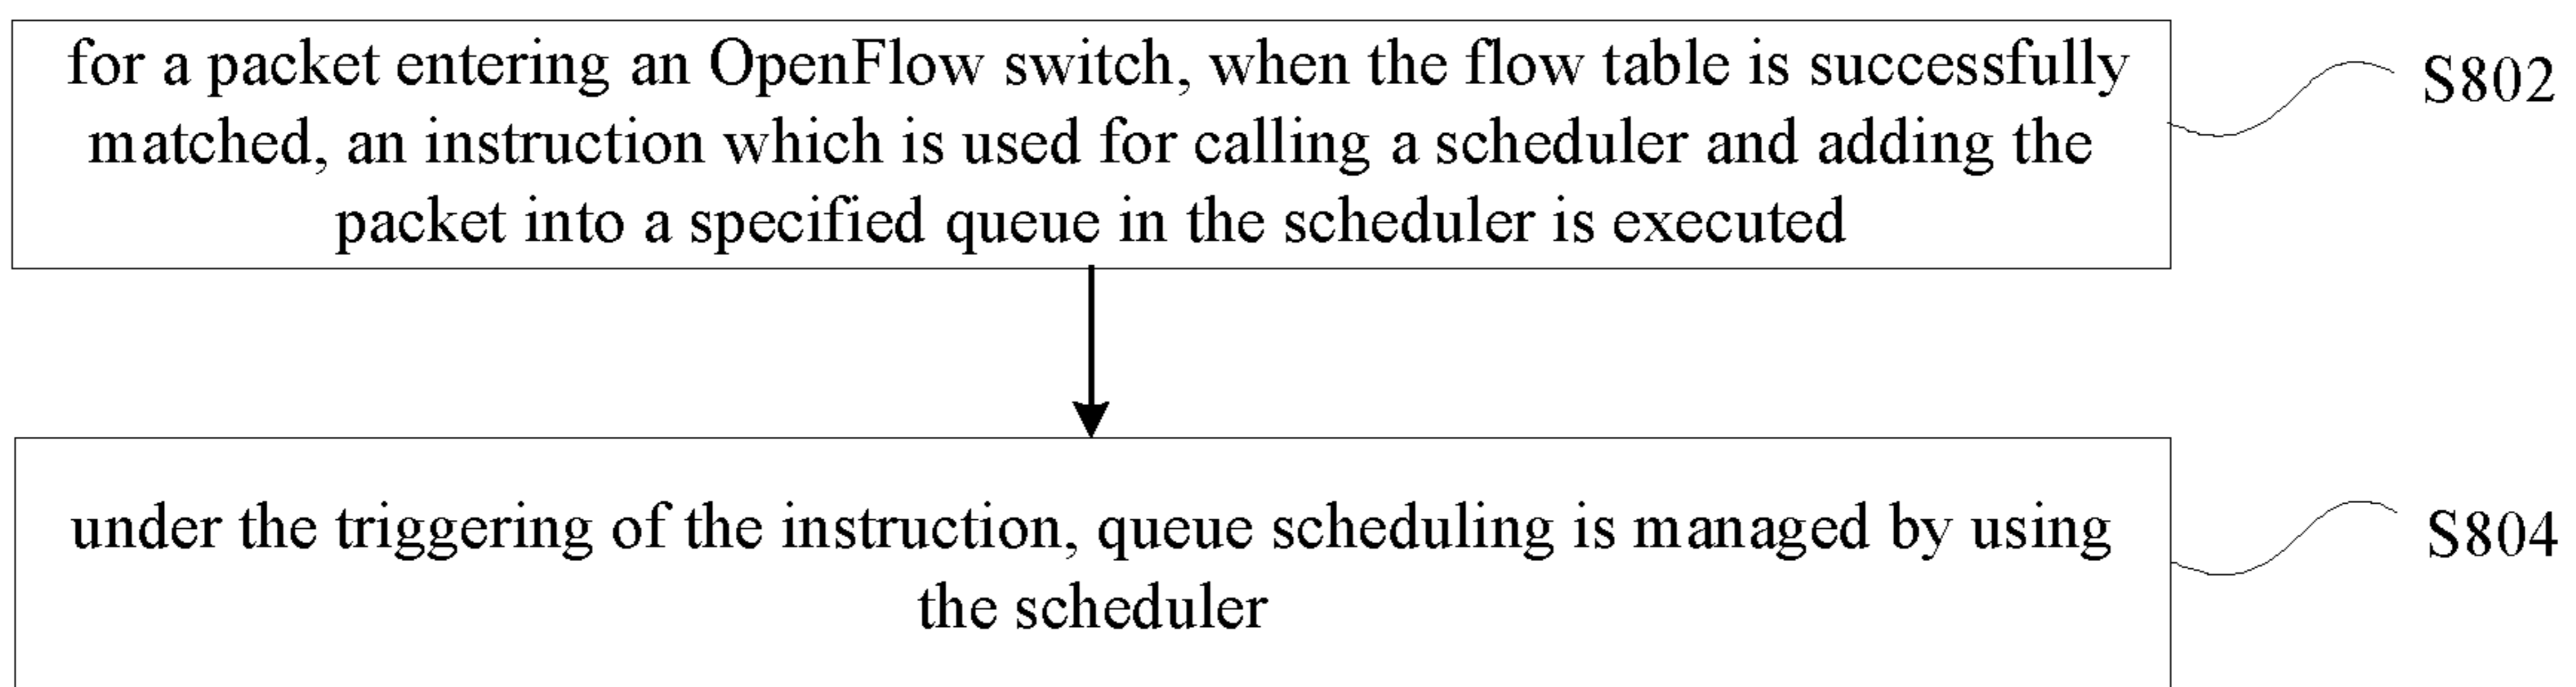 for a packet entering an OpenFlow switch, when the flow table is successfully
matched, an instruction which is used for calling a scheduler and adding the
packet into a specified queue in the scheduler is executed
S802
under the triggering of the instruction, queue scheduling is managed by using
the scheduler
S804